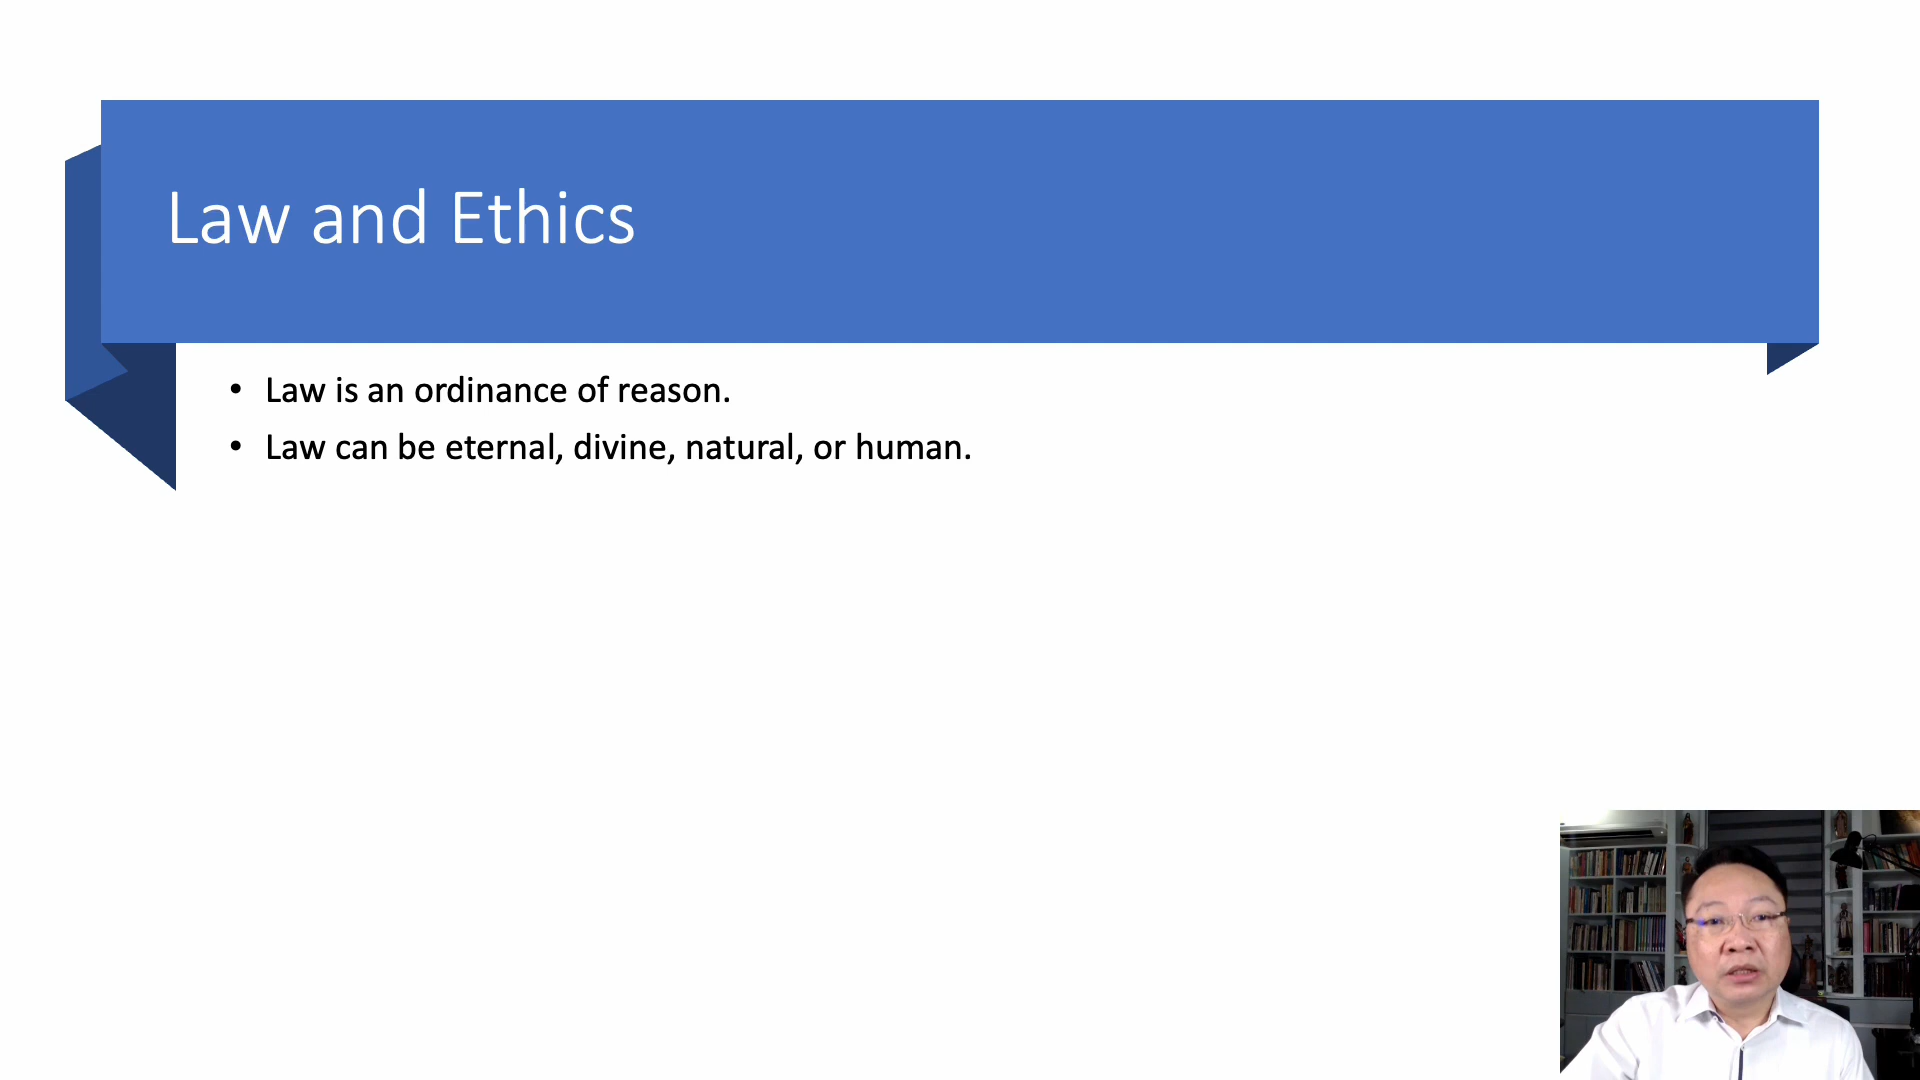 Law and Ethics
• Law is an ordinance of reason.
• Law can be eternal, divine, natural, or human.